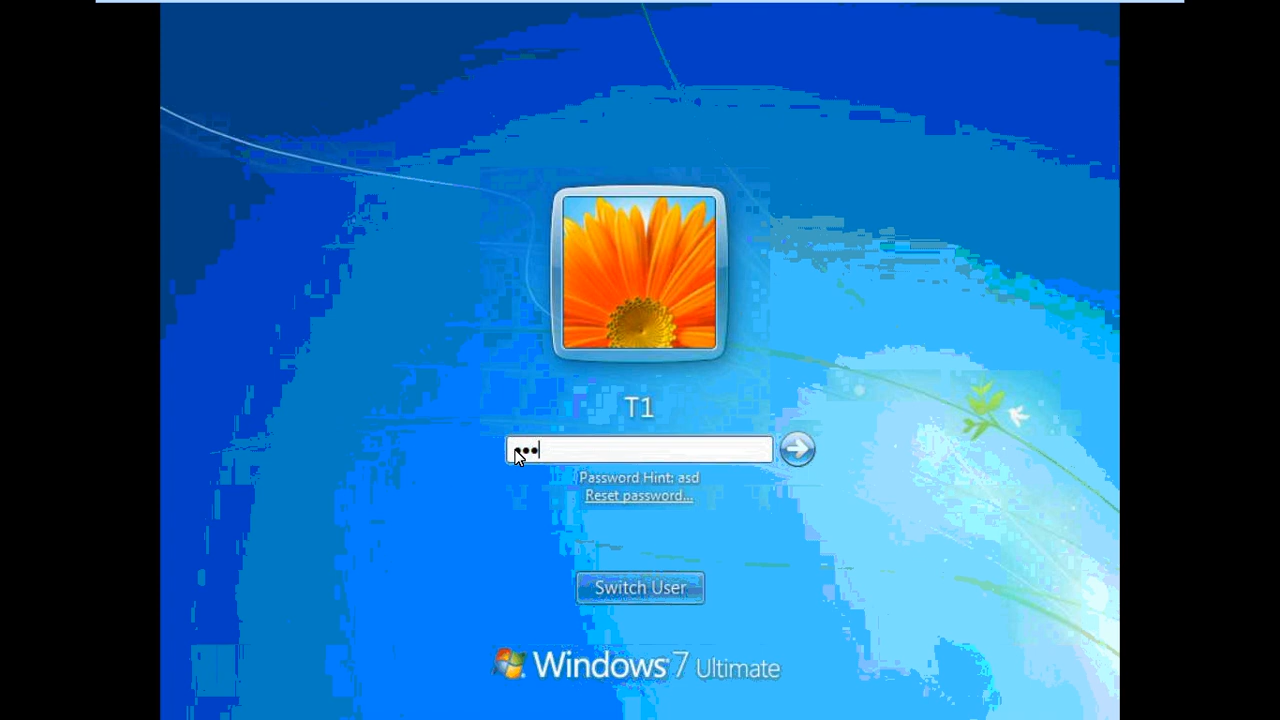 T1
•••
Password Hint: asd
Reset password...
Switch User
Windows 7 Ultimate